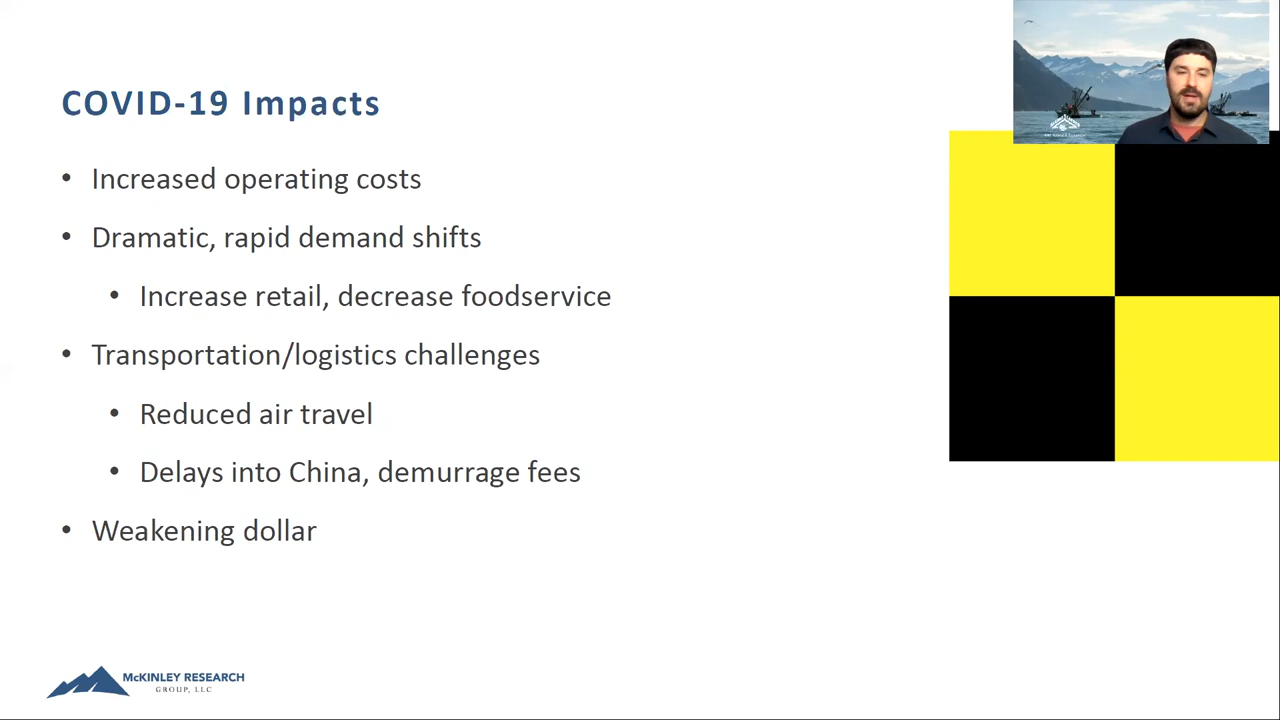 COVID-19 Impacts
• Increased operating costs
• Dramatic, rapid demand shifts
• Increase retail, decrease foodservice
• Transportation/logistics challenges
• Reduced air travel
• Delays into China, demurrage fees
• Weakening dollar
McKINLEY RESEARCH
GROUP, LLC